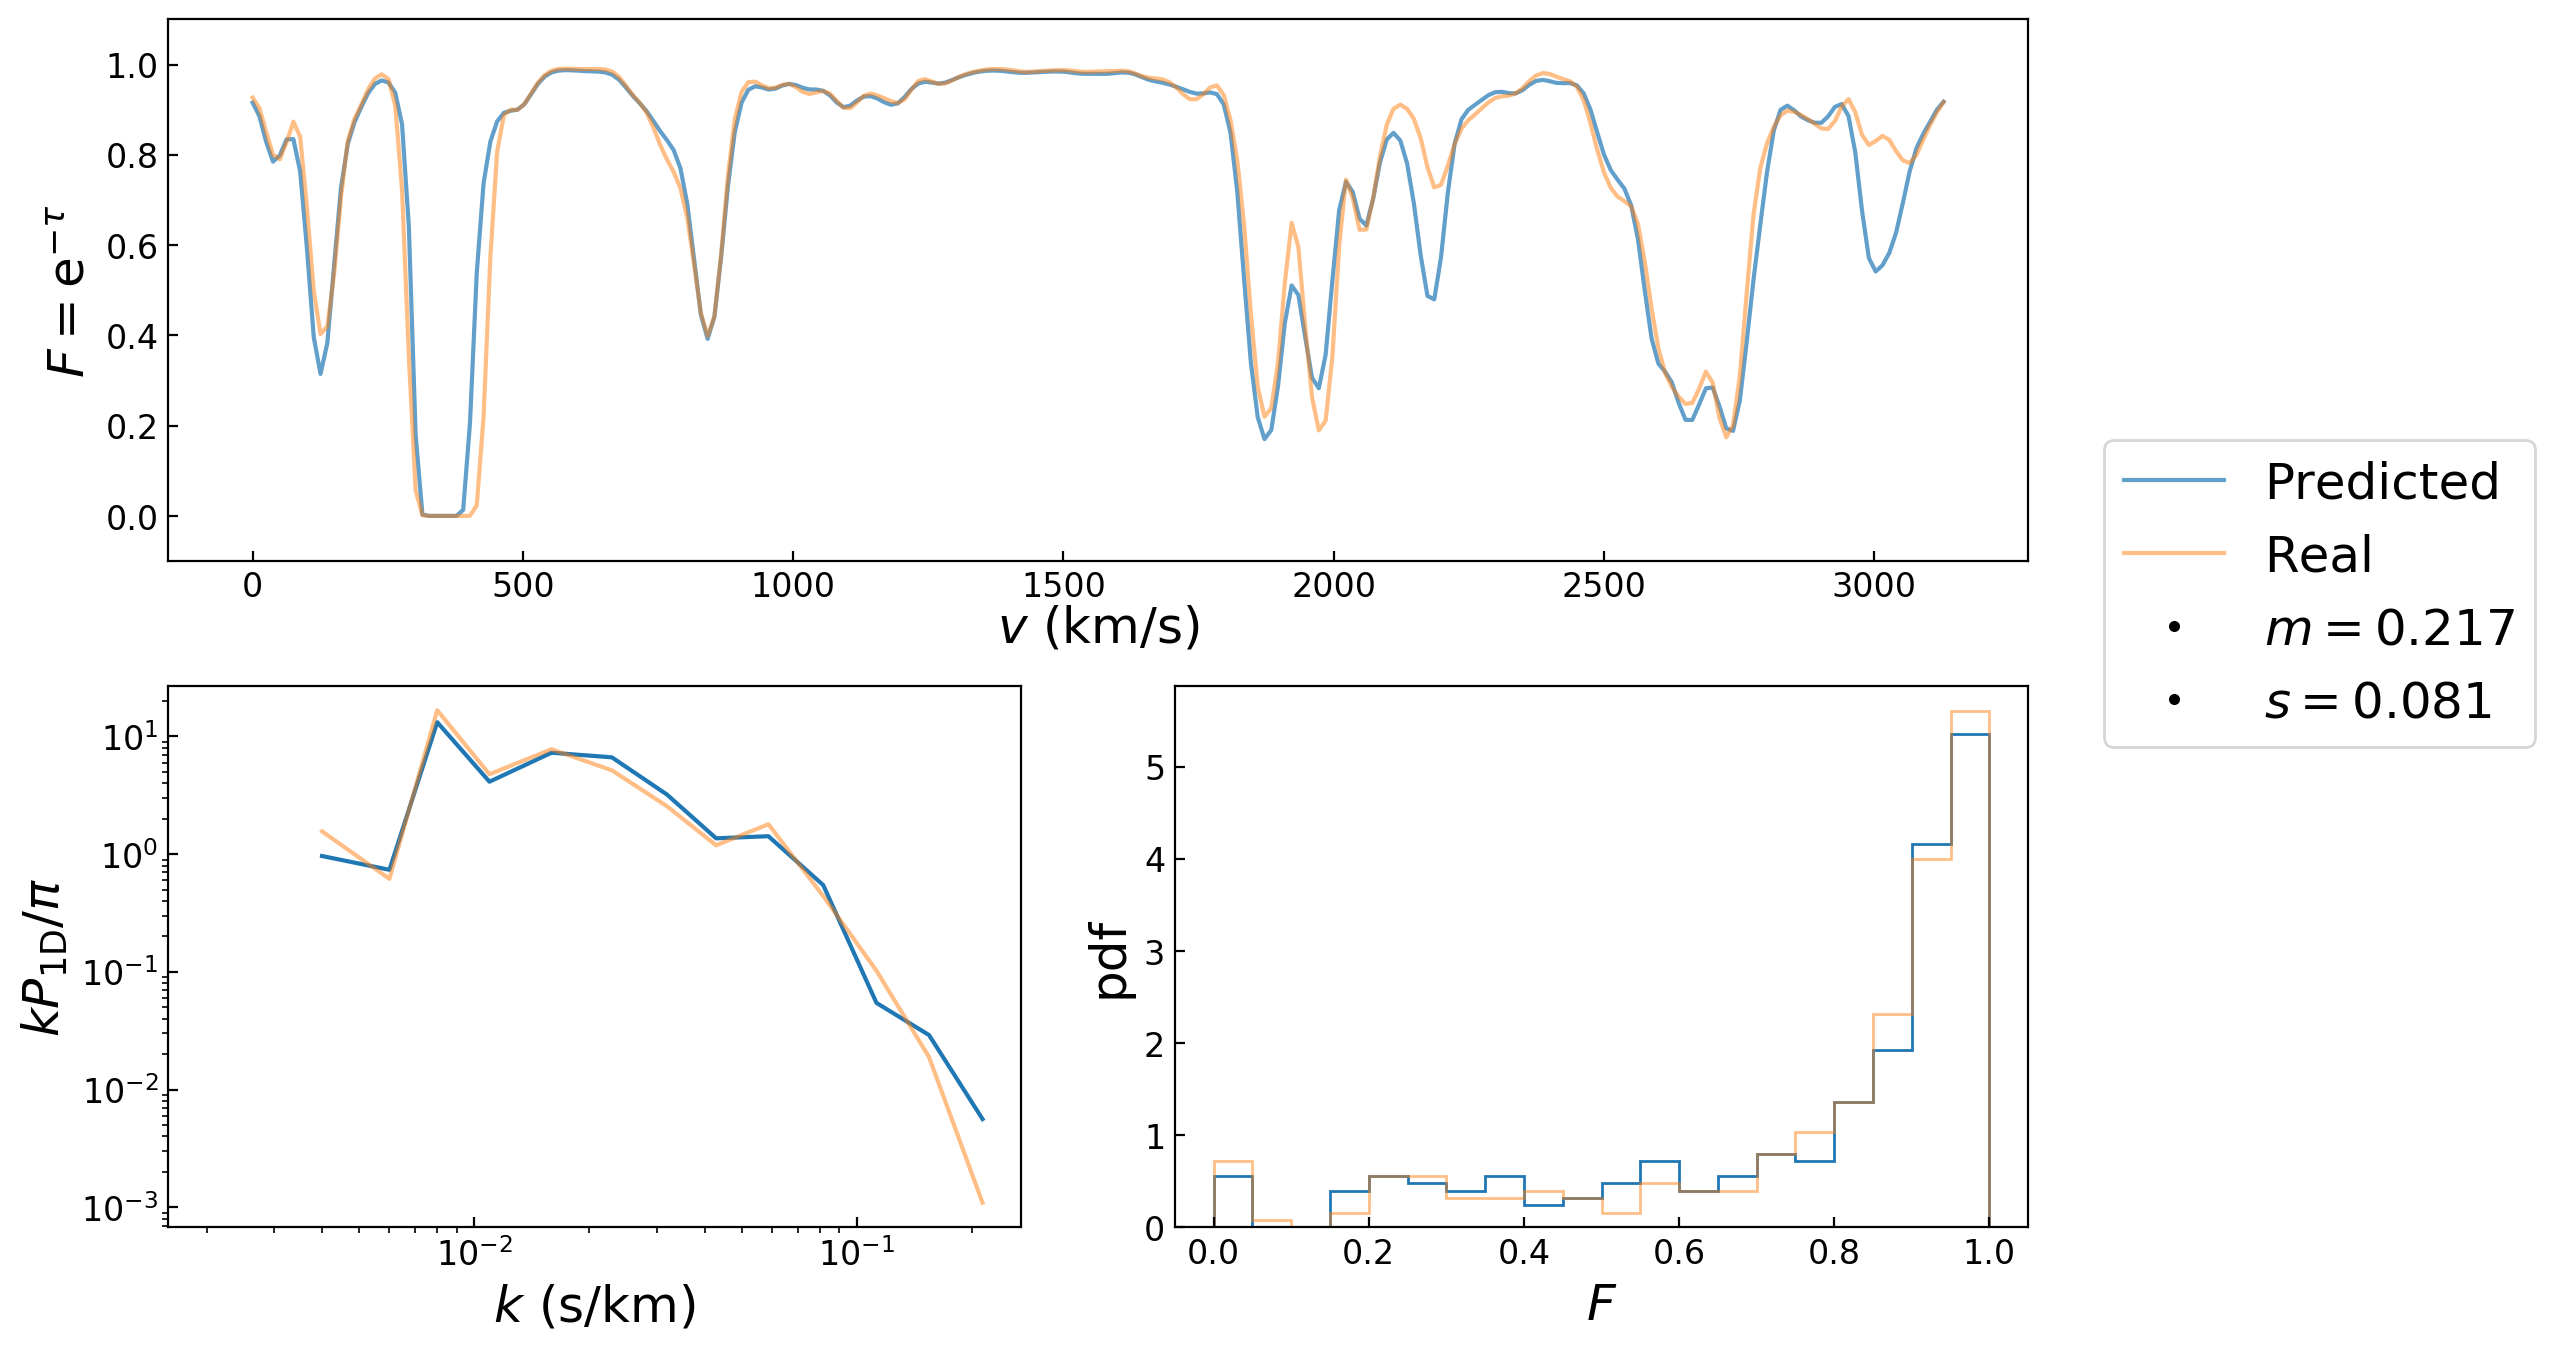 F = e^{-τ}
1.0
0.8
0.6
0.4
0.2
0.0
0 500 1000 1500 2000 2500 3000
v (km/s)
Predicted
Real
m = 0.217
s = 0.081
kP_{1D}/π
10^1
10^0
10^{-1}
10^{-2}
10^{-3}
10^{-2} 10^{-1}
k (s/km)
pdf
5
4
3
2
1
0
0.0 0.2 0.4 0.6 0.8 1.0
F